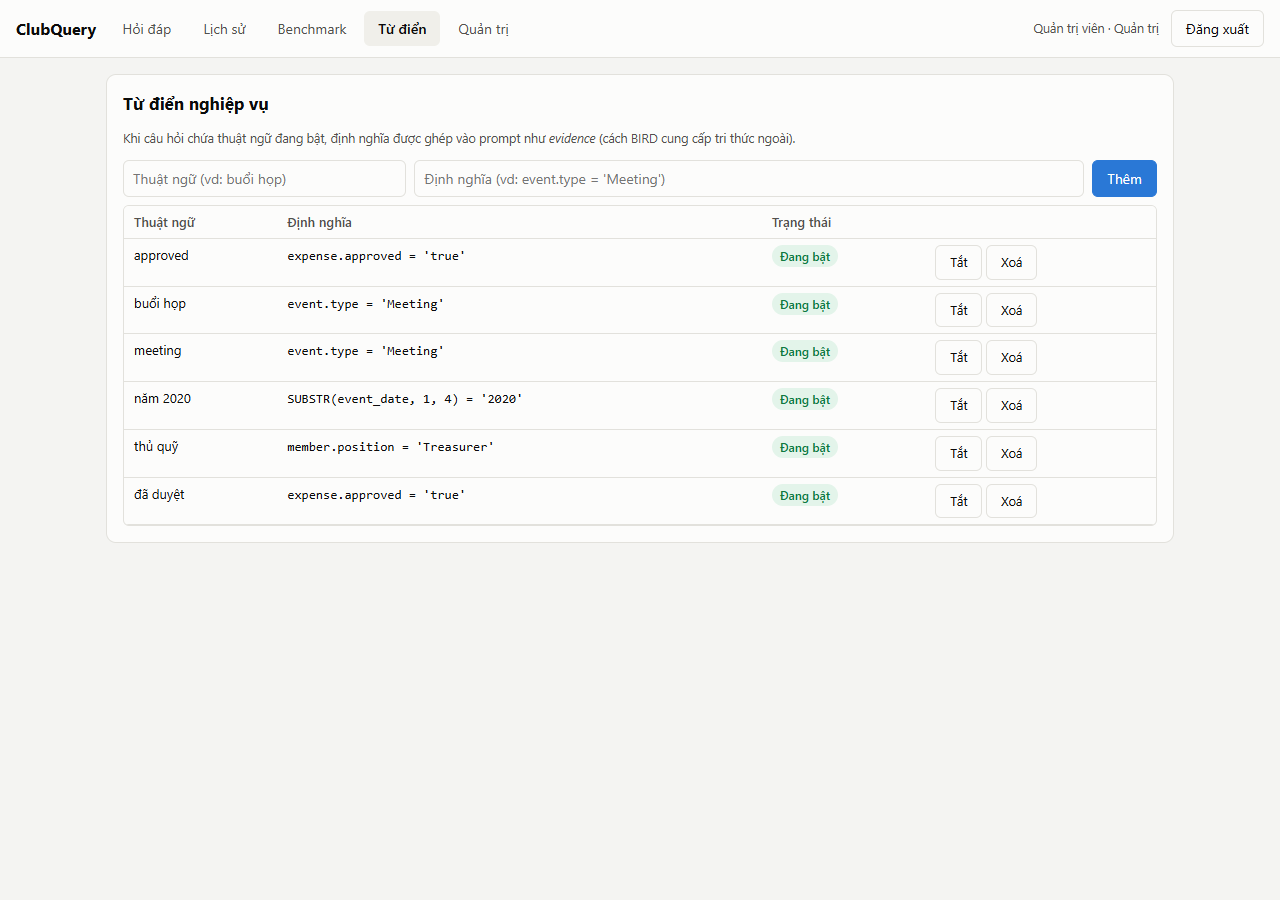 ClubQuery Hỏi đáp Lịch sử Benchmark Từ điển Quản trị Quản trị viên · Quản trị Đăng xuất
Từ điển nghiệp vụ
Khi câu hỏi chứa thuật ngữ đang bật, định nghĩa được ghép vào prompt như evidence (cách BIRD cung cấp tri thức ngoài).
Thuật ngữ (vd: buổi họp) Định nghĩa (vd: event.type = 'Meeting') Thêm
Thuật ngữ Định nghĩa Trạng thái
approved expense.approved = 'true' Đang bật Tắt Xoá
buổi họp event.type = 'Meeting' Đang bật Tắt Xoá
meeting event.type = 'Meeting' Đang bật Tắt Xoá
năm 2020 SUBSTR(event_date, 1, 4) = '2020' Đang bật Tắt Xoá
thủ quỹ member.position = 'Treasurer' Đang bật Tắt Xoá
đã duyệt expense.approved = 'true' Đang bật Tắt Xoá